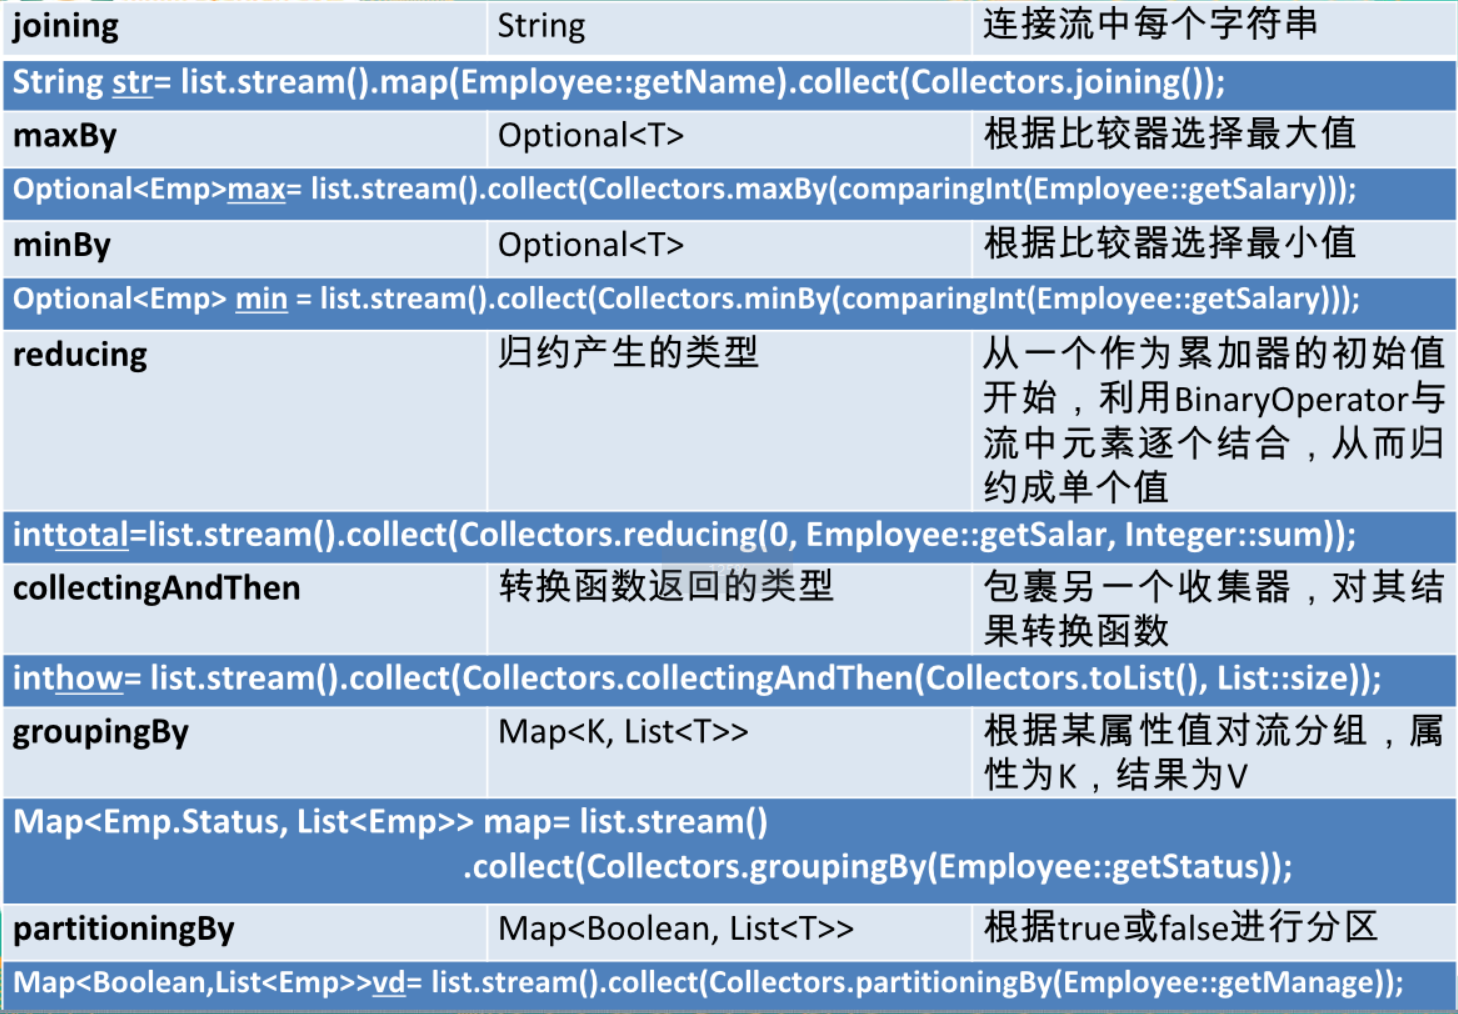 joining String 连接流中每个字符串
String str= list.stream().map(Employee::getName).collect(Collectors.joining());
maxBy Optional<T> 根据比较器选择最大值
Optional<Emp>max= list.stream().collect(Collectors.maxBy(comparingInt(Employee::getSalary)));
minBy Optional<T> 根据比较器选择最小值
Optional<Emp> min = list.stream().collect(Collectors.minBy(comparingInt(Employee::getSalary)));
reducing 归约产生的类型 从一个作为累加器的初始值
开始，利用BinaryOperator与
流中元素逐个结合，从而归
约成单个值
inttotal=list.stream().collect(Collectors.reducing(0, Employee::getSalar, Integer::sum));
collectingAndThen 转换函数返回的类型 包裹另一个收集器，对其结
果转换函数
inthow= list.stream().collect(Collectors.collectingAndThen(Collectors.toList(), List::size));
groupingBy Map<K, List<T>> 根据某属性值对流分组，属
性为K，结果为V
Map<Emp.Status, List<Emp>> map= list.stream()
.collect(Collectors.groupingBy(Employee::getStatus));
partitioningBy Map<Boolean, List<T>> 根据true或false进行分区
Map<Boolean,List<Emp>>vd= list.stream().collect(Collectors.partitioningBy(Employee::getManage));